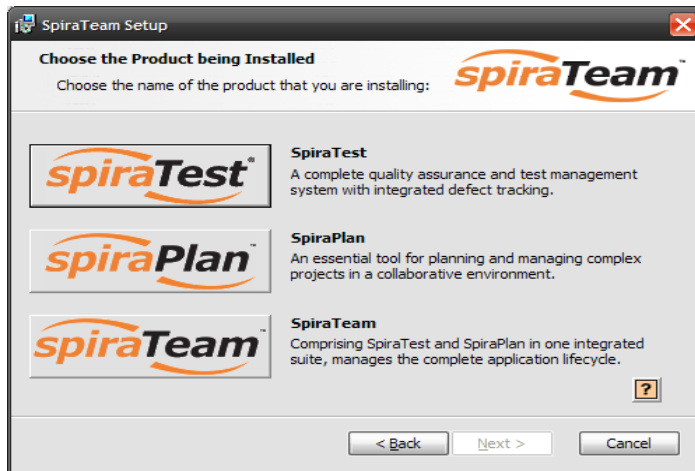 SpiraTeam Setup
Choose the Product being Installed
Choose the name of the product that you are installing:
spiraTeam™
spiraTest®
SpiraTest
A complete quality assurance and test management
system with integrated defect tracking.
spiraPlan™
SpiraPlan
An essential tool for planning and managing complex
projects in a collaborative environment.
spiraTeam™
SpiraTeam
Comprising SpiraTest and SpiraPlan in one integrated
suite, manages the complete application lifecycle.
?
< Back Next > Cancel